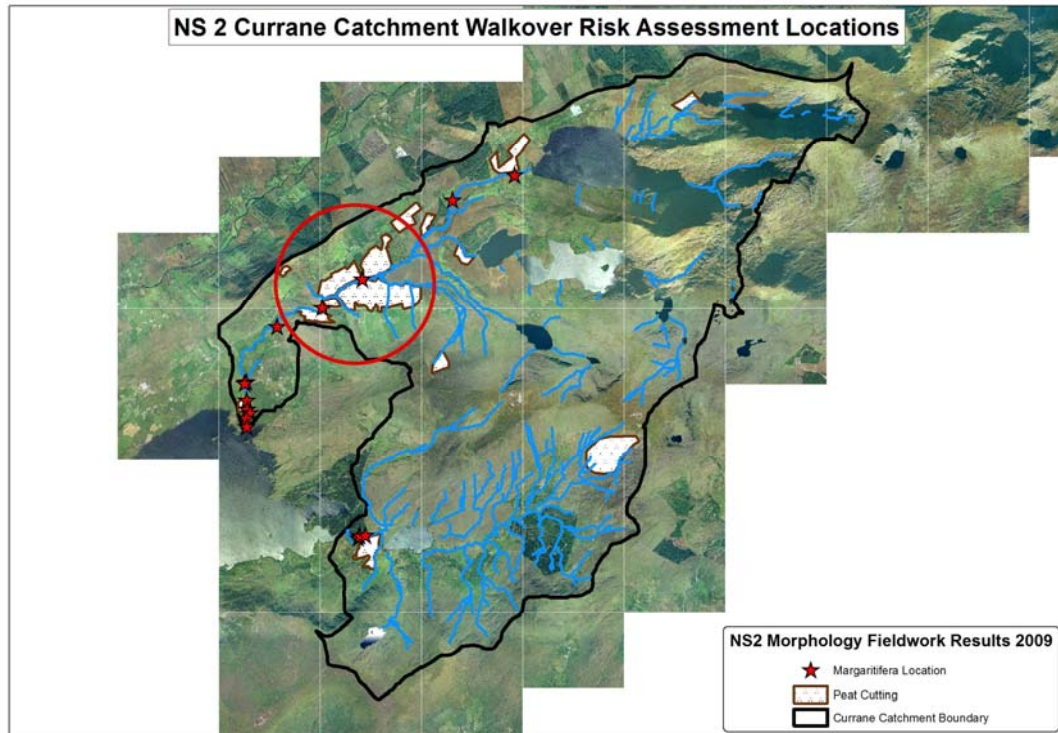 NS 2 Currane Catchment Walkover Risk Assessment Locations
NS2 Morphology Fieldwork Results 2009
Margaritifera Location
Peat Cutting
Currane Catchment Boundary